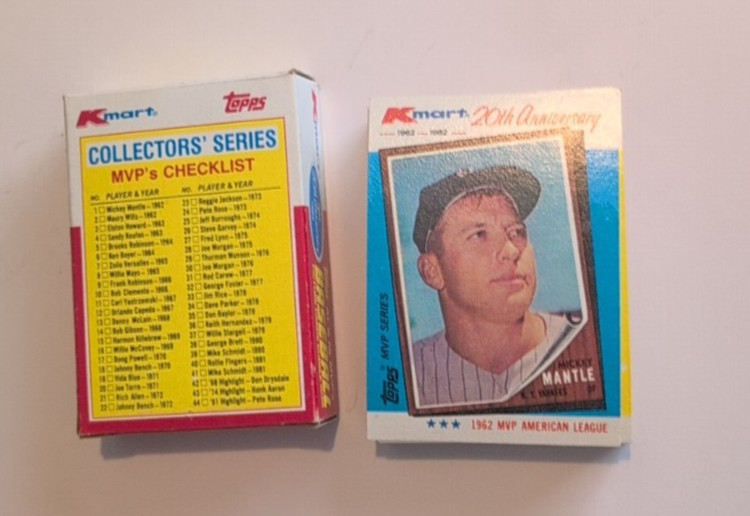 Kmart Topps
COLLECTORS' SERIES
MVP's CHECKLIST
NO. PLAYER & YEAR NO. PLAYER & YEAR
1 Mickey Mantle - 1962
2 Maury Wills - 1962
3 Elston Howard - 1963
4 Sandy Koufax - 1963
5 Brooks Robinson - 1964
6 Ken Boyer - 1964
7 Zoilo Versalles - 1965
8 Willie Mays - 1965
9 Frank Robinson - 1966
10 Bob Clemente - 1966
11 Carl Yastrzemski - 1967
12 Orlando Cepeda - 1967
13 Denny McLain - 1968
14 Bob Gibson - 1968
15 Harmon Killebrew - 1969
16 Willie McCovey - 1969
17 Boog Powell - 1970
18 Johnny Bench - 1970
19 Vida Blue - 1971
20 Joe Torre - 1971
21 Rich Allen - 1972
22 Johnny Bench - 1972
23 Reggie Jackson - 1973
24 Pete Rose - 1973
25 Jeff Burroughs - 1974
26 Steve Garvey - 1974
27 Fred Lynn - 1975
28 Joe Morgan - 1975
29 Thurman Munson - 1976
30 Joe Morgan - 1976
31 Rod Carew - 1977
32 George Foster - 1977
33 Jim Rice - 1978
34 Dave Parker - 1978
35 Don Baylor - 1979
36 Keith Hernandez - 1979
37 Willie Stargell - 1979
38 George Brett - 1980
39 Mike Schmidt - 1980
40 Rollie Fingers - 1981
41 Mike Schmidt - 1981
42 '68 Highlight - Don Drysdale
43 '74 Highlight - Hank Aaron
44 '81 Highlight - Pete Rose
Kmart 20th Anniversary
1962 1982
Topps MVP SERIES
MICKEY
MANTLE
N. Y. YANKEES OF
1962 MVP AMERICAN LEAGUE